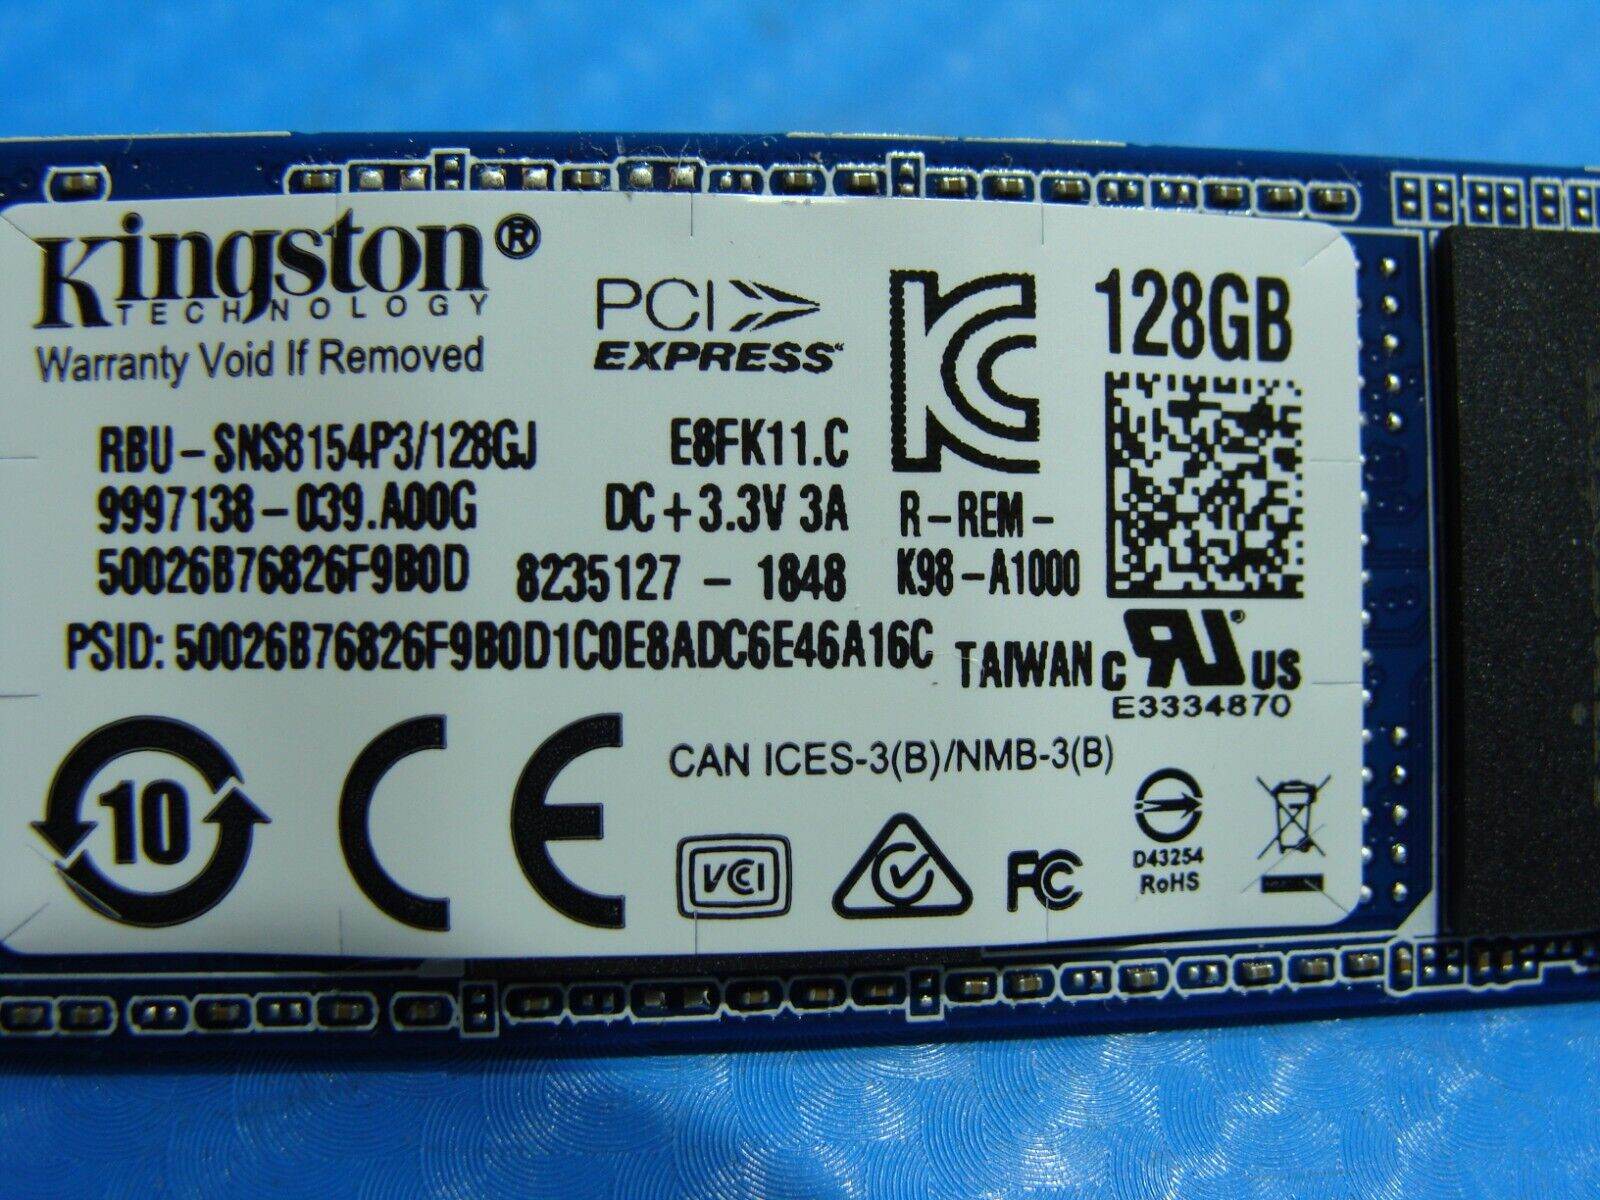 Kingston®
TECHNOLOGY
Warranty Void If Removed
PCI
EXPRESS
128GB
RBU-SNS8154P3/128GJ
E8FK11.C
9997138-039.A00G
DC+3.3V 3A
R-REM-
50026B76826F9B0D
8235127 - 1848
K98-A1000
PSID: 50026B76826F9B0D1C0E8ADC6E46A16C
TAIWAN
C RU US
E3334870
10
CE
CAN ICES-3(B)/NMB-3(B)
VCI
FC
D43254
RoHS